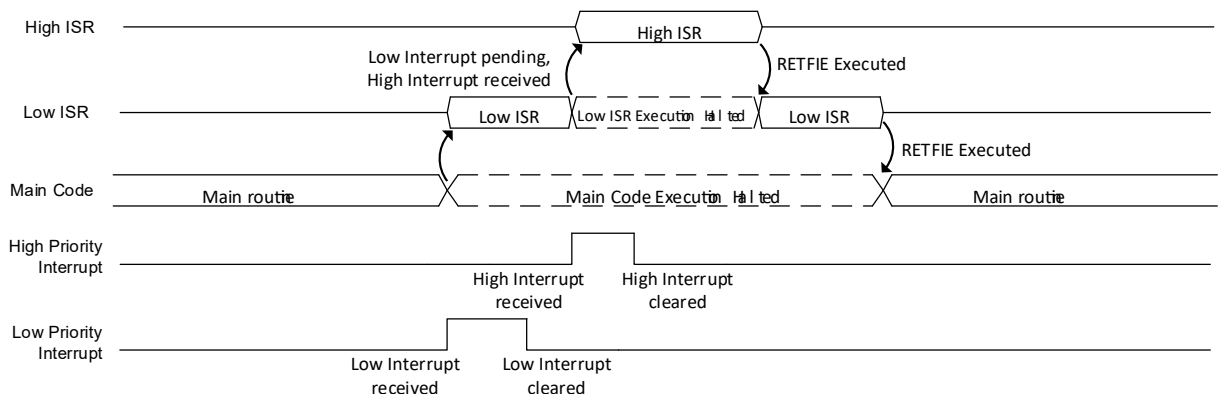 High ISR
High ISR
Low Interrupt pending,
High Interrupt received
RETFIE Executed
Low ISR
Low ISR
Low ISR Execution Halted
Low ISR
RETFIE Executed
Main Code
Main routine
Main Code Execution Halted
Main routine
High Priority
Interrupt
High Interrupt
received
High Interrupt
cleared
Low Priority
Interrupt
Low Interrupt
received
Low Interrupt
cleared